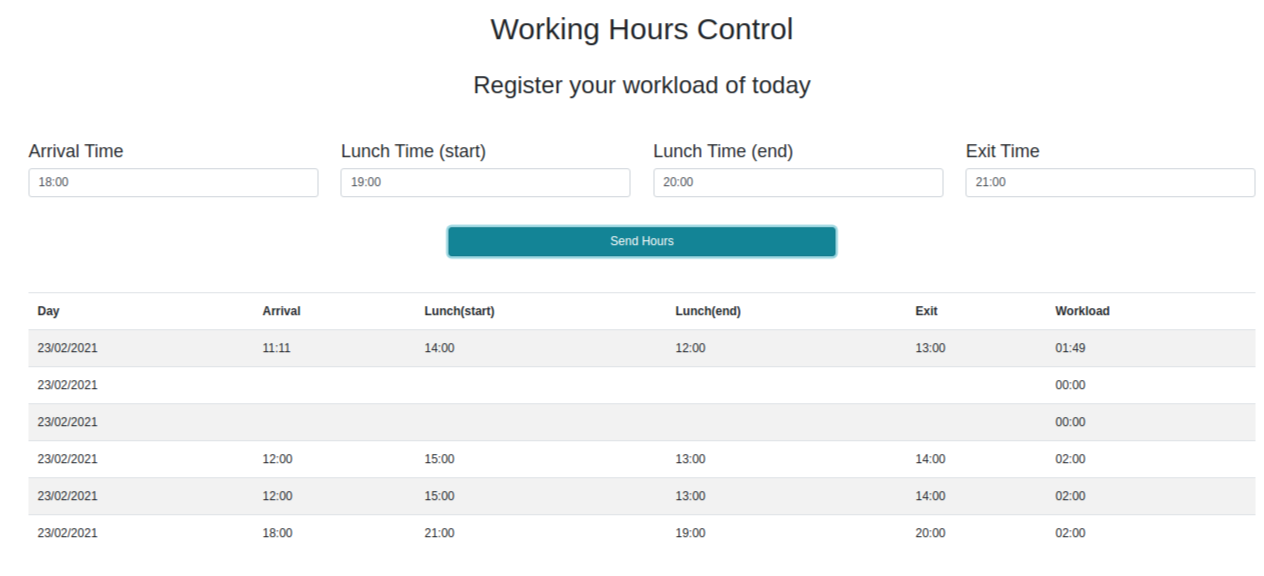 Working Hours Control
Register your workload of today
Arrival Time Lunch Time (start) Lunch Time (end) Exit Time
18:00 19:00 20:00 21:00
Send Hours
Day Arrival Lunch(start) Lunch(end) Exit Workload
23/02/2021 11:11 14:00 12:00 13:00 01:49
23/02/2021 00:00
23/02/2021 00:00
23/02/2021 12:00 15:00 13:00 14:00 02:00
23/02/2021 12:00 15:00 13:00 14:00 02:00
23/02/2021 18:00 21:00 19:00 20:00 02:00